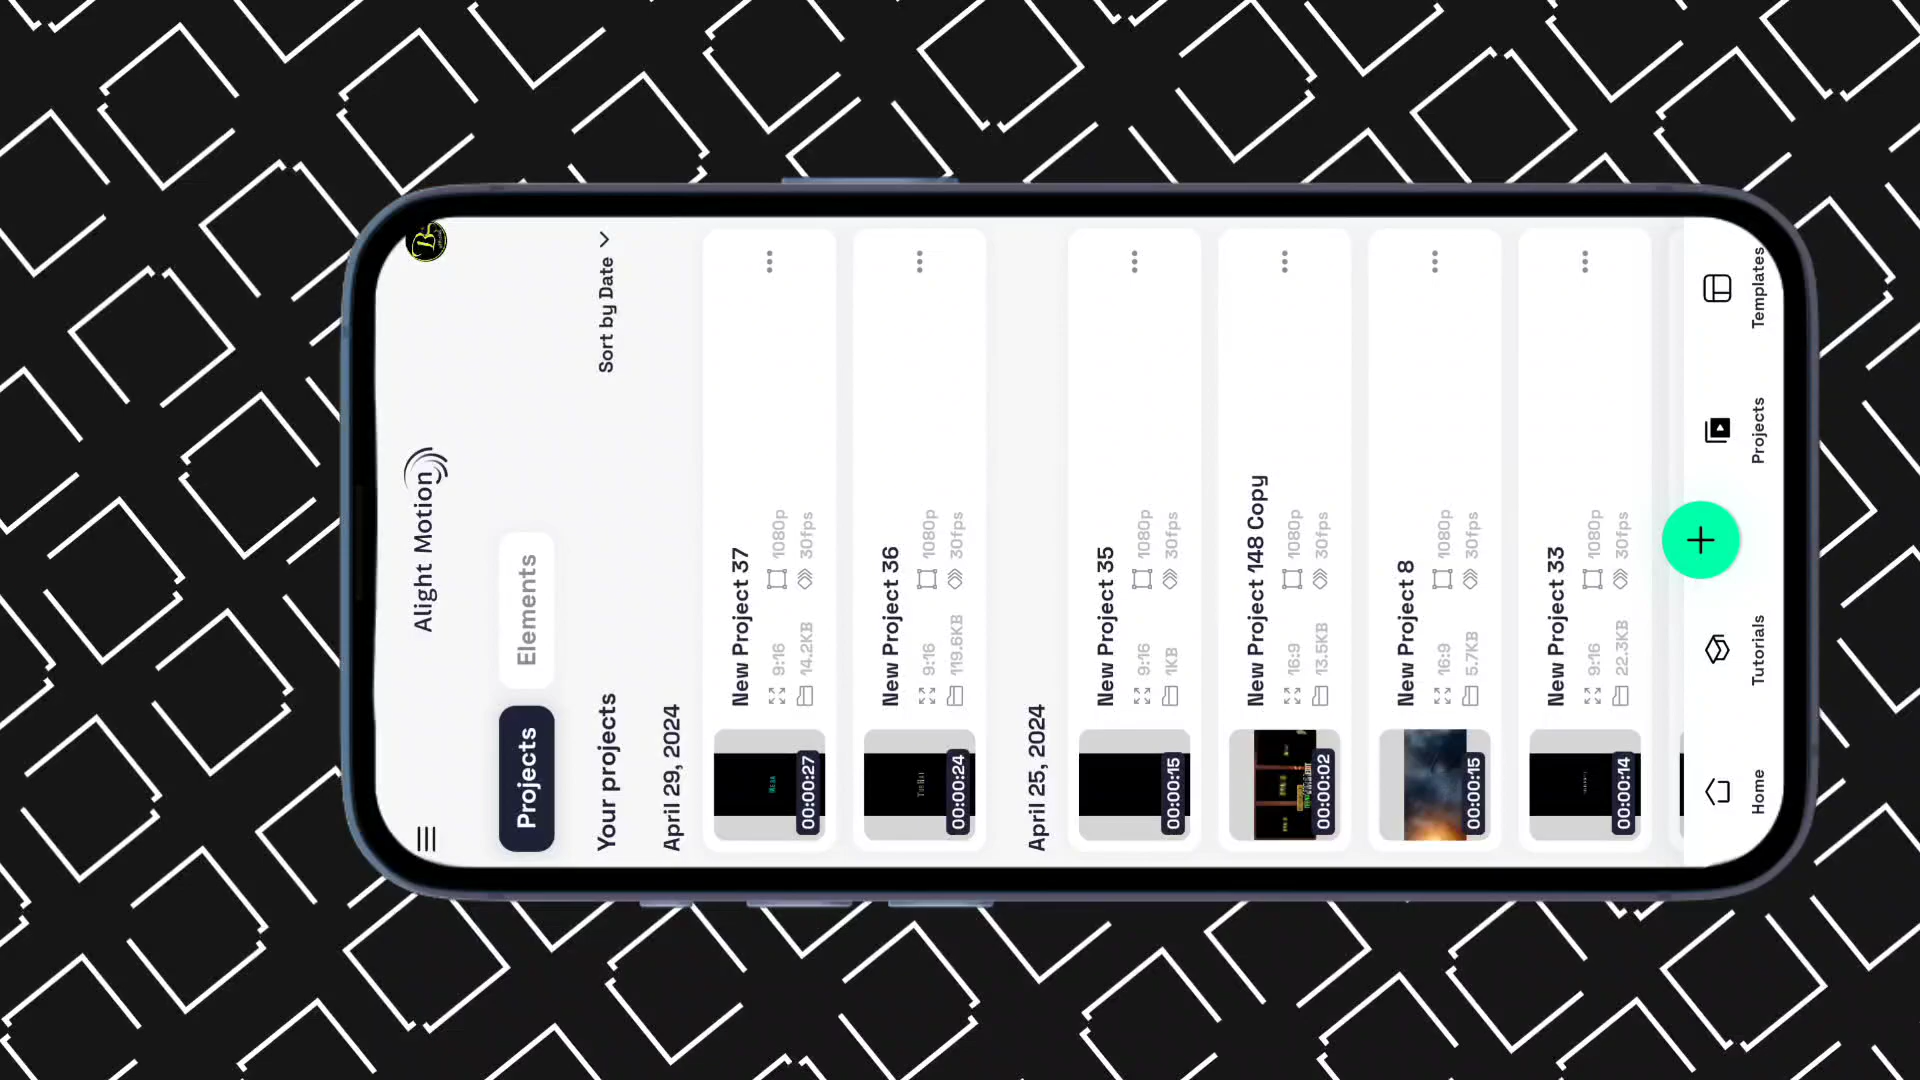 Alight Motion
Projects
Elements
Your projects
Sort by Date
April 29, 2024
New Project 37
9:16
1080p
14.2KB
30fps
00:00:27
New Project 36
9:16
1080p
119.6KB
30fps
00:00:24
April 25, 2024
New Project 35
9:16
1080p
1KB
30fps
00:00:15
New Project 148 Copy
16:9
1080p
13.5KB
30fps
00:00:02
New Project 8
16:9
1080p
5.7KB
30fps
00:00:15
New Project 33
9:16
1080p
22.3KB
30fps
00:00:14
Home
Tutorials
Projects
Templates